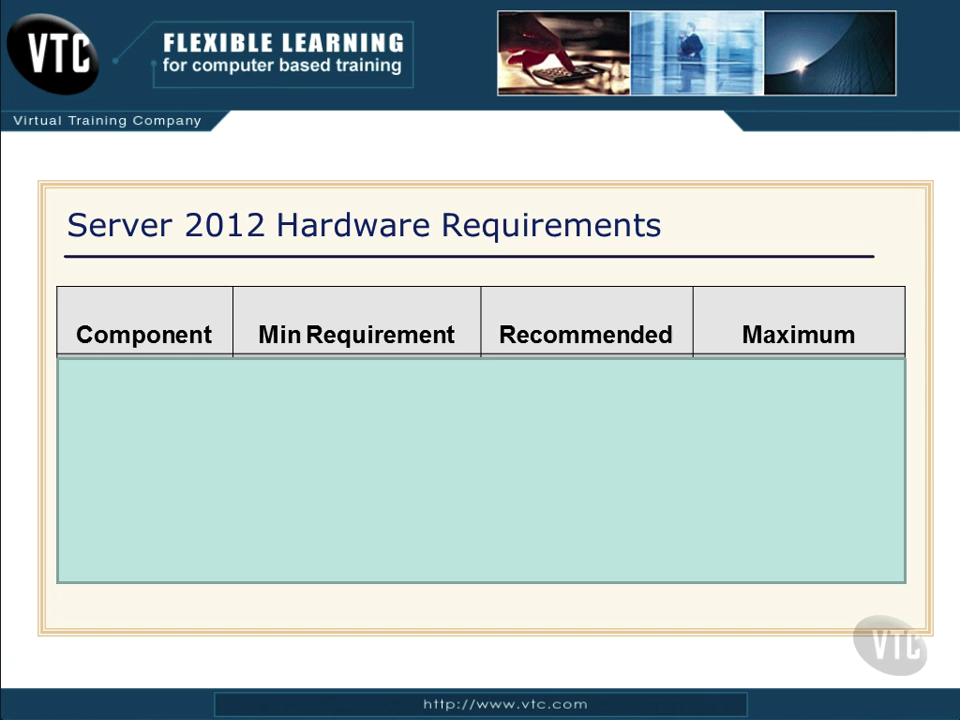 VTC
FLEXIBLE LEARNING
for computer based training
Virtual Training Company
Server 2012 Hardware Requirements
Component Min Requirement Recommended Maximum
VTC
http://www.vtc.com